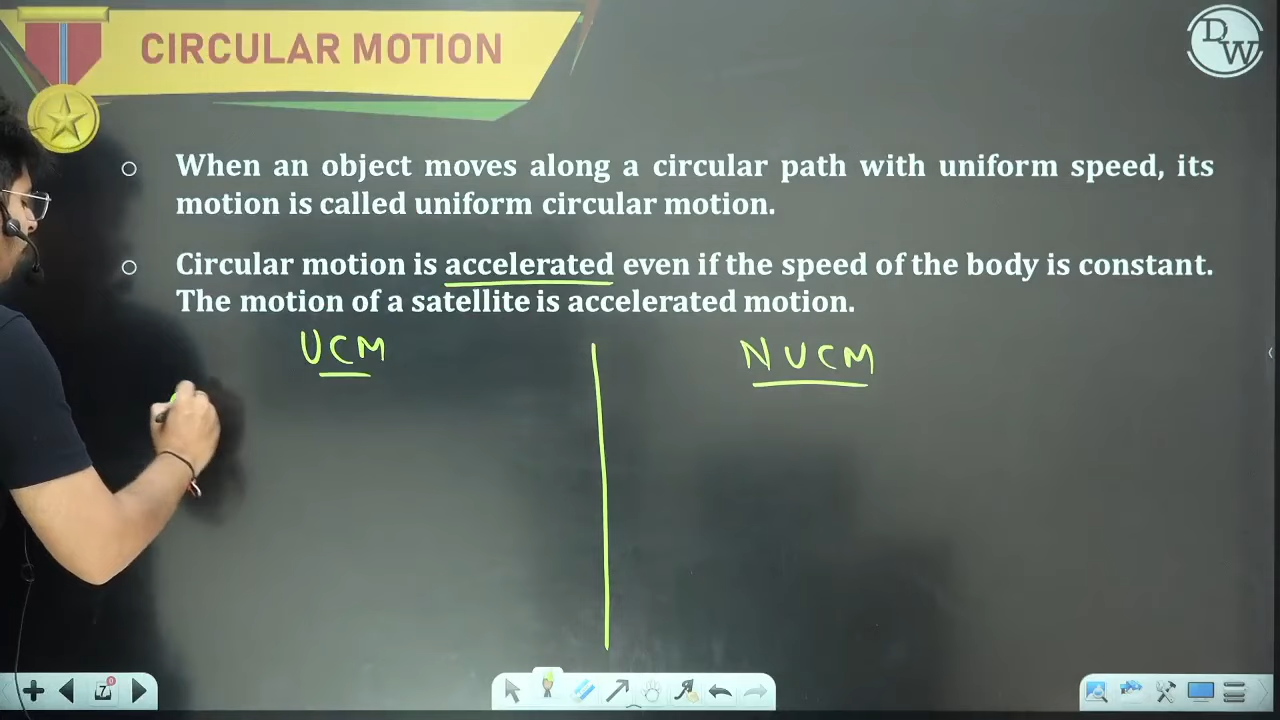 CIRCULAR MOTION
DW
When an object moves along a circular path with uniform speed, its
motion is called uniform circular motion.
Circular motion is accelerated even if the speed of the body is constant.
The motion of a satellite is accelerated motion.
UCM
NUCM
7